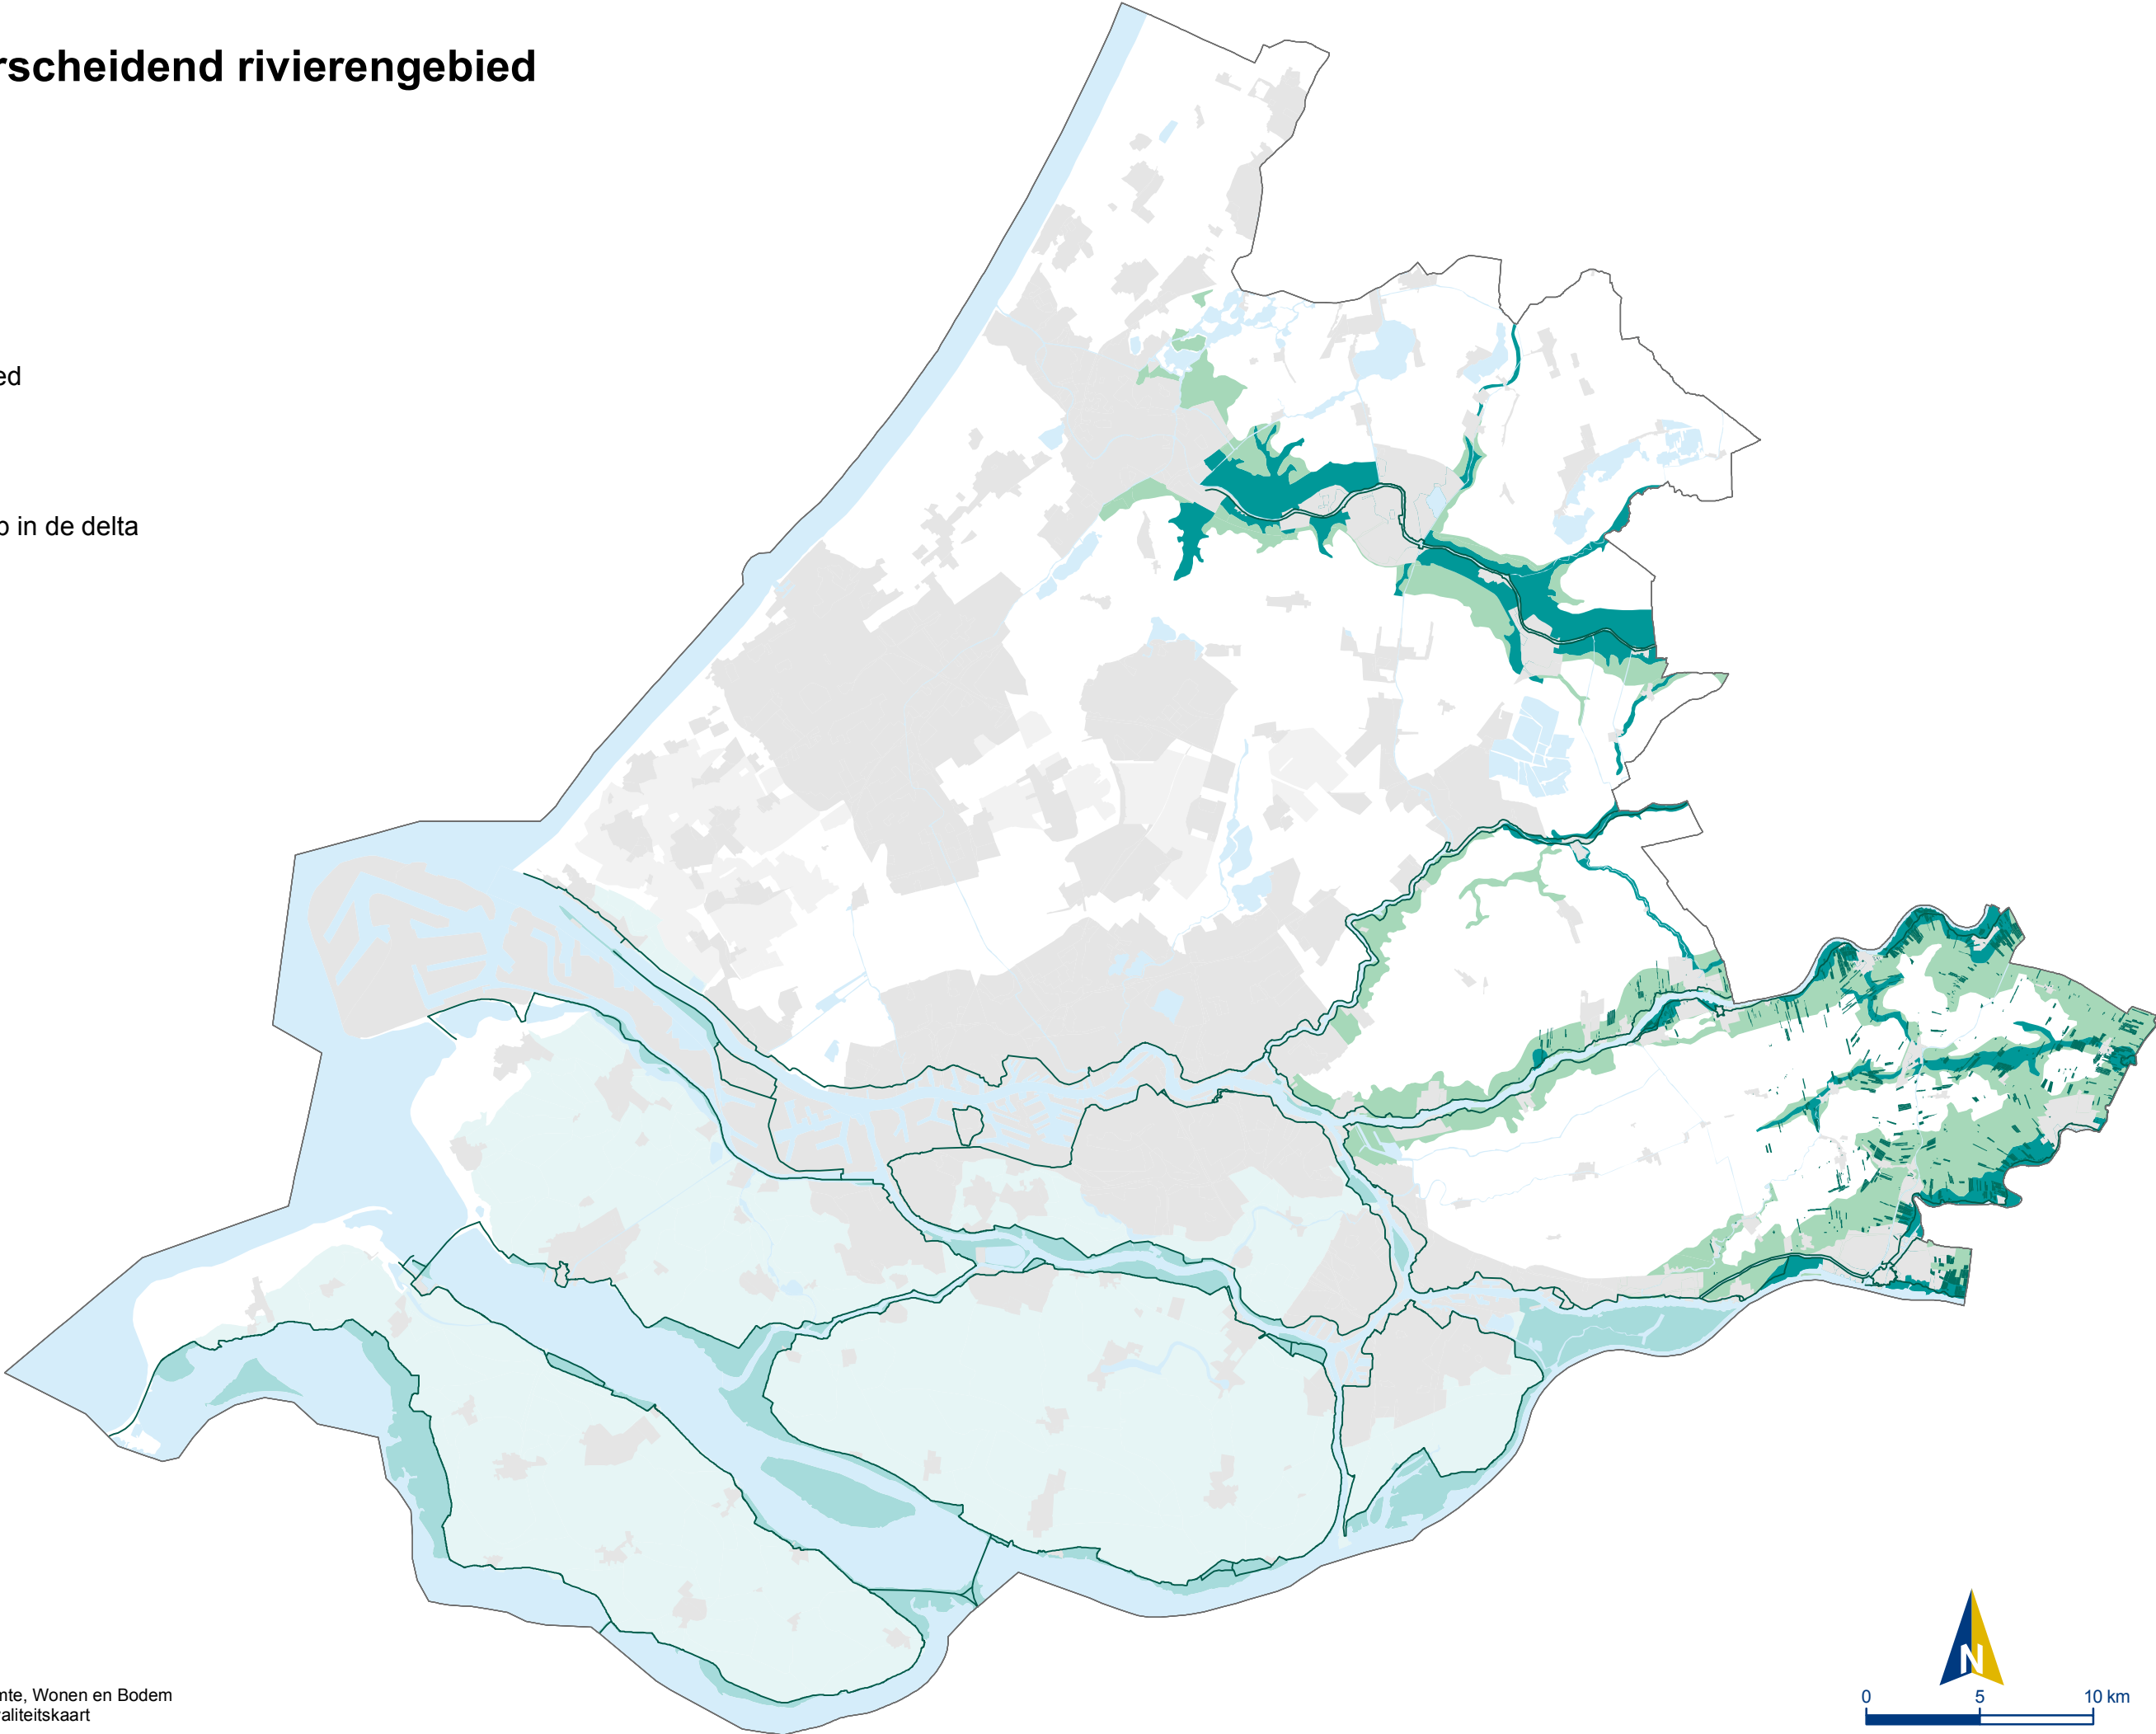 rscheidend rivierengebied
ed
o in de delta
nte, Wonen en Bodem
aliteitskaart
N
0 5 10 km